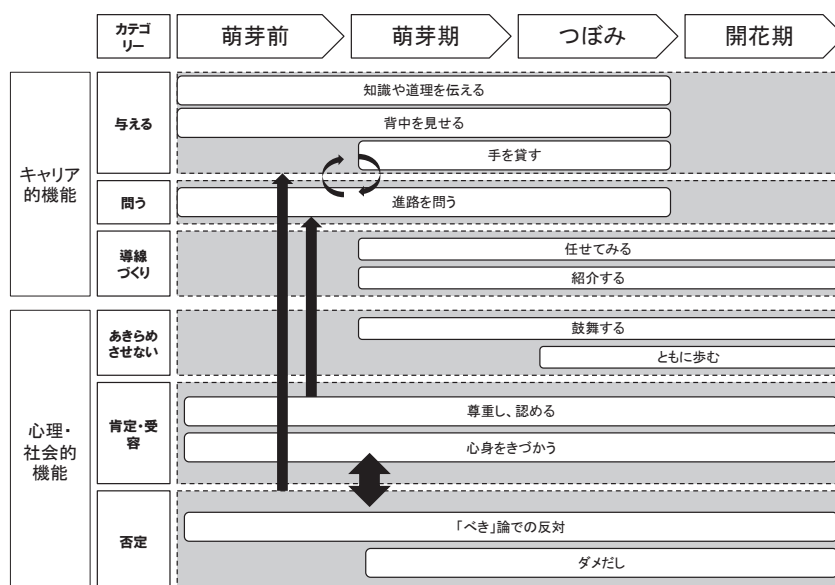 カテゴ
リー
萌芽前
萌芽期
つぼみ
開花期
キャリア
的機能
与える
知識や道理を伝える
背中を見せる
手を貸す
問う
進路を問う
導線
づくり
任せてみる
紹介する
心理・
社会的
機能
あきらめ
させない
鼓舞する
ともに歩む
肯定・受
容
尊重し、認める
心身をきづかう
否定
「べき」論での反対
ダメだし